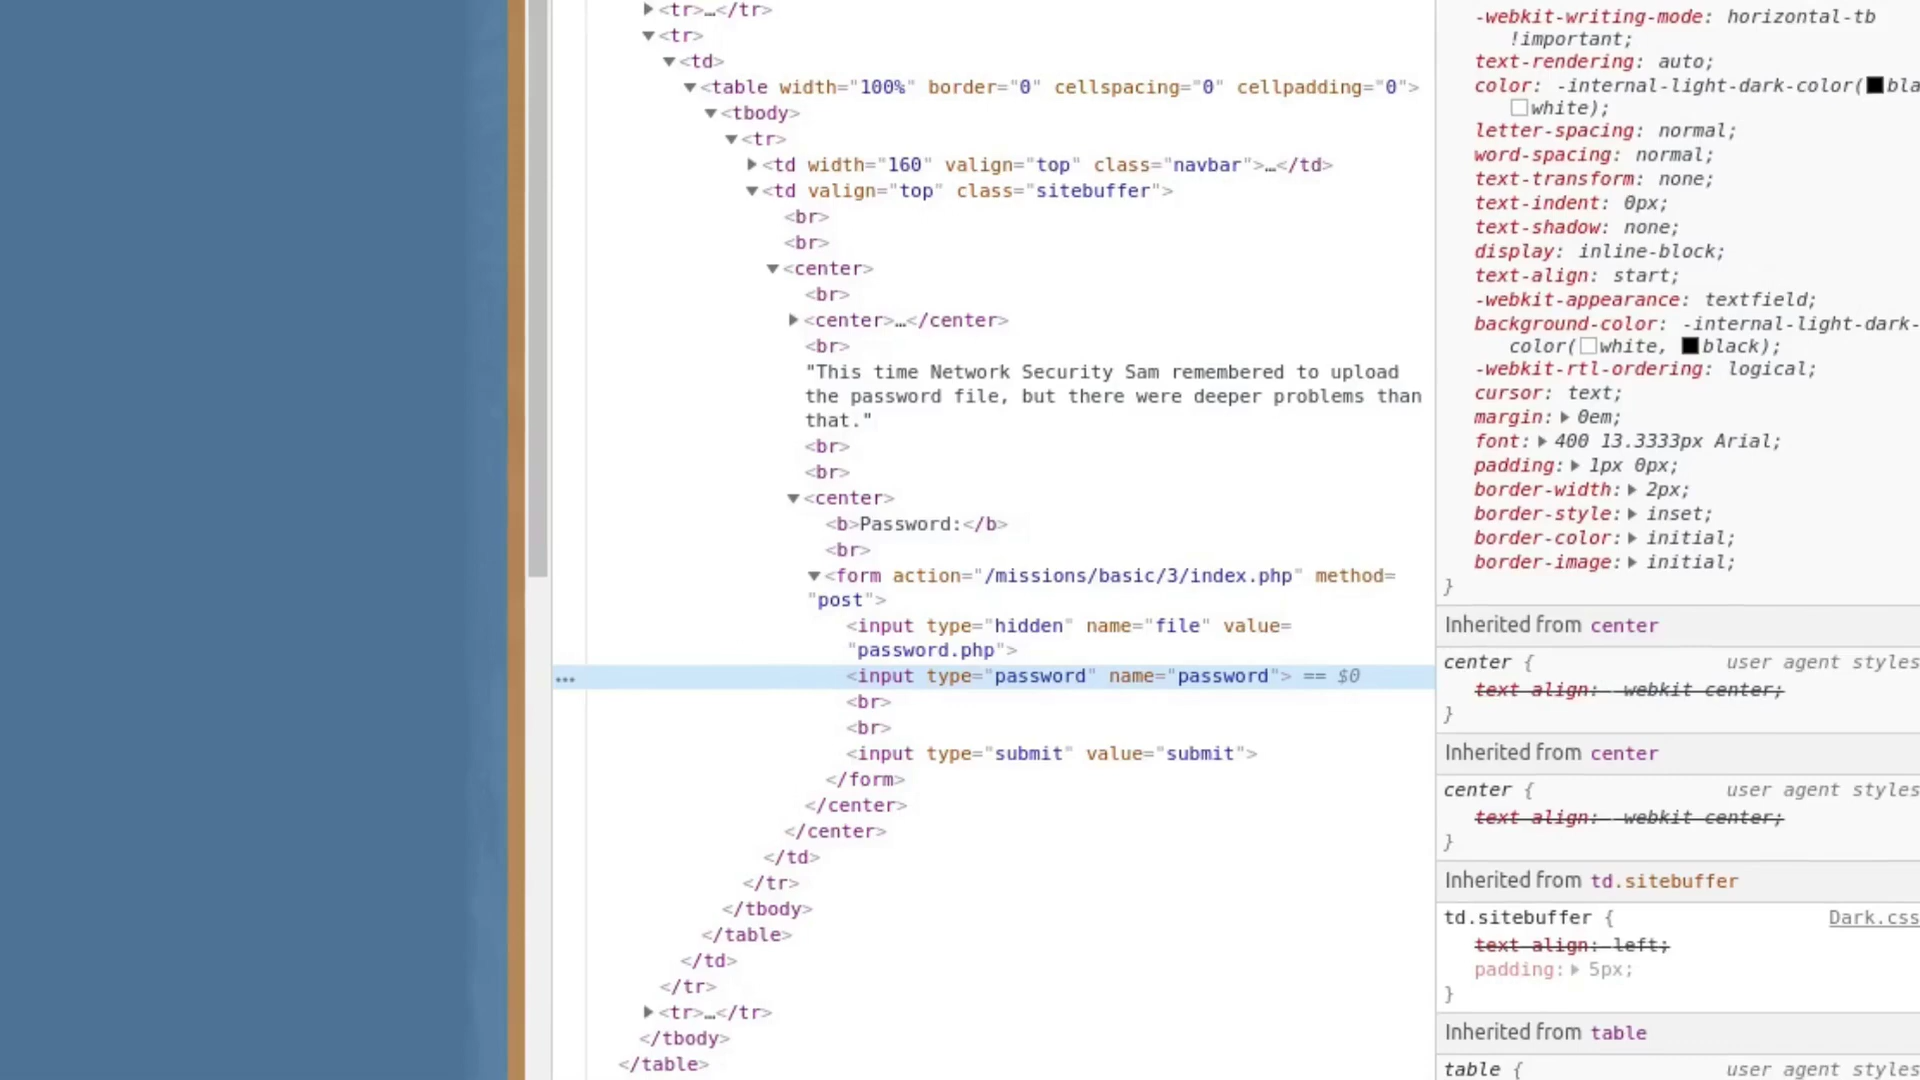 ▶<tr>…</tr>
▼<tr>
▼<td>
▼<table width="100%" border="0" cellspacing="0" cellpadding="0">
▼<tbody>
▼<tr>
▶<td width="160" valign="top" class="navbar">…</td>
▼<td valign="top" class="sitebuffer">
<br>
<br>
▼<center>
<br>
▶<center>…</center>
<br>
"This time Network Security Sam remembered to upload
the password file, but there were deeper problems than
that."
<br>
<br>
▼<center>
<b>Password:</b>
<br>
▼<form action="/missions/basic/3/index.php" method=
"post">
<input type="hidden" name="file" value=
"password.php">
… <input type="password" name="password"> == $0
<br>
<br>
<input type="submit" value="submit">
</form>
</center>
</center>
</td>
</tr>
</tbody>
</table>
</td>
</tr>
▶<tr>…</tr>
</tbody>
</table>
-webkit-writing-mode: horizontal-tb
!important;
text-rendering: auto;
color: -internal-light-dark-color(bla
white);
letter-spacing: normal;
word-spacing: normal;
text-transform: none;
text-indent: 0px;
text-shadow: none;
display: inline-block;
text-align: start;
-webkit-appearance: textfield;
background-color: -internal-light-dark-
color(white, black);
-webkit-rtl-ordering: logical;
cursor: text;
margin:▶0em;
font:▶400 13.3333px Arial;
padding:▶1px 0px;
border-width:▶2px;
border-style:▶inset;
border-color:▶initial;
border-image:▶initial;
}
Inherited from center
center { user agent styles
text-align: -webkit-center;
}
Inherited from center
center { user agent styles
text-align: -webkit-center;
}
Inherited from td.sitebuffer
td.sitebuffer { Dark.css
text-align: left;
padding:▶5px;
}
Inherited from table
table { user agent styles